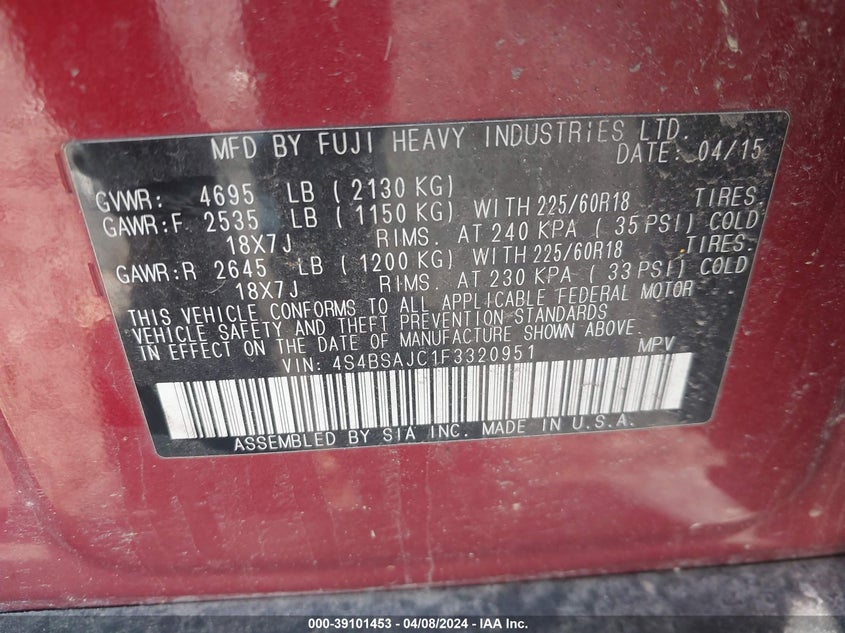 MFD BY FUJI HEAVY INDUSTRIES LTD.
DATE: 04/15
GVWR: 4695 LB ( 2130 KG)
GAWR:F 2535 LB ( 1150 KG) WITH 225/60R18 TIRES.
18X7J RIMS. AT 240 KPA ( 35 PSI) COLD
GAWR:R 2645 LB ( 1200 KG) WITH 225/60R18 TIRES.
18X7J RIMS. AT 230 KPA ( 33 PSI) COLD
THIS VEHICLE CONFORMS TO ALL APPLICABLE FEDERAL MOTOR
VEHICLE SAFETY AND THEFT PREVENTION STANDARDS
IN EFFECT ON THE DATE OF MANUFACTURE SHOWN ABOVE.
VIN: 4S4BSAJC1F3320951 MPV
ASSEMBLED BY SIA INC. MADE IN U.S.A.
000-39101453 - 04/08/2024 - IAA Inc.